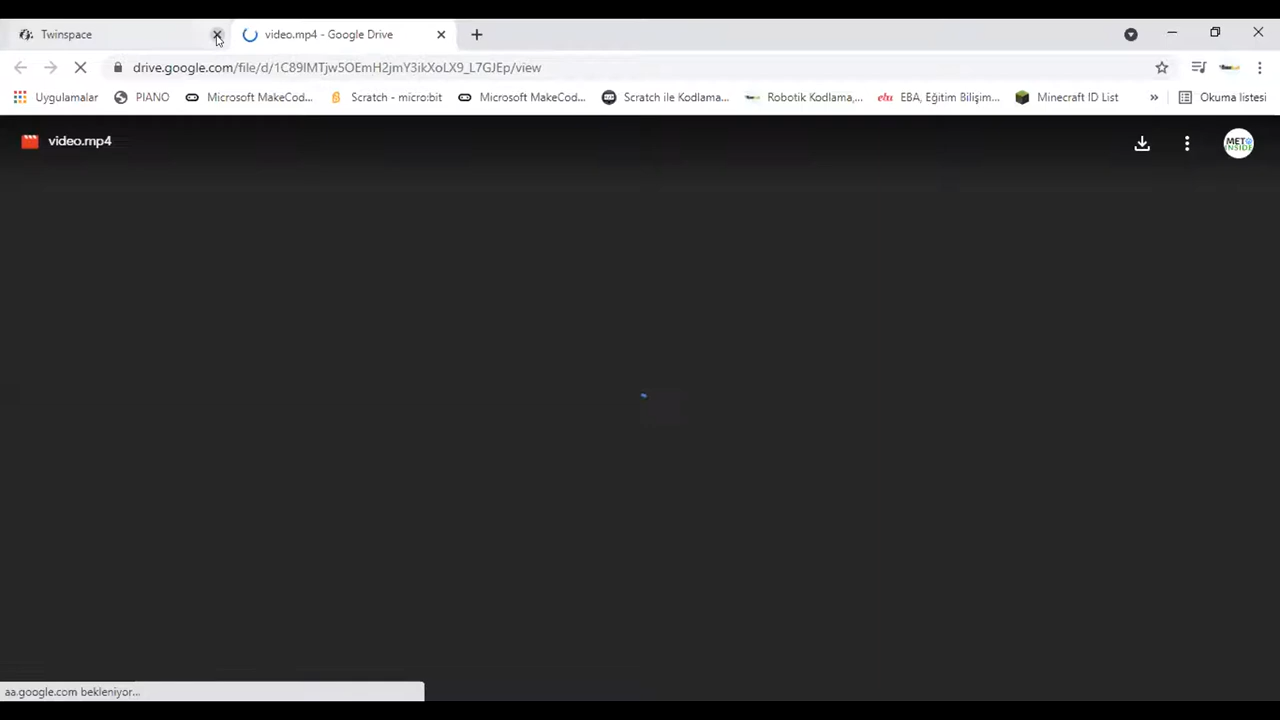 Twinspace
video.mp4 - Google Drive
drive.google.com/file/d/1C89IMTjw5OEmH2jmY3ikXoLX9_L7GJEp/view
Uygulamalar PIANO Microsoft MakeCod... Scratch - micro:bit Microsoft MakeCod... Scratch ile Kodlama... Robotik Kodlama,... EBA, Eğitim Bilişim... Minecraft ID List » Okuma listesi
video.mp4
MET
INSIDE
aa.google.com bekleniyor...